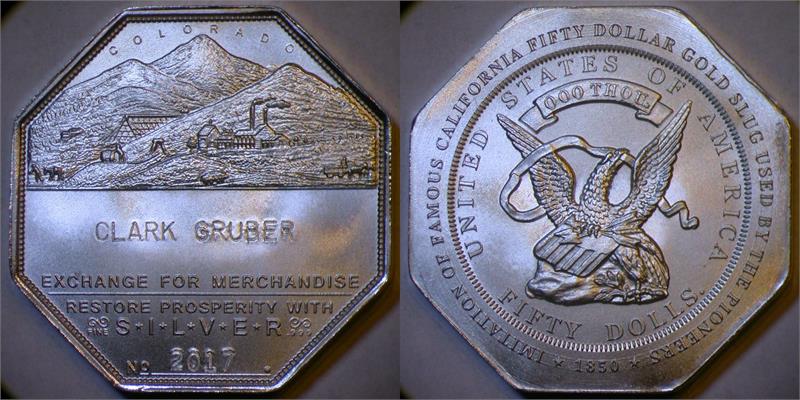 COLORADO
CLARK GRUBER
EXCHANGE FOR MERCHANDISE
RESTORE PROSPERITY WITH
FINE S·I·L·V·E·R
No 2017.
IMITATION OF FAMOUS CALIFORNIA FIFTY DOLLAR GOLD SLUG USED BY THE PIONEERS
★ 1850 ★
UNITED STATES OF AMERICA
000 THOU.
FIFTY DOLLS.